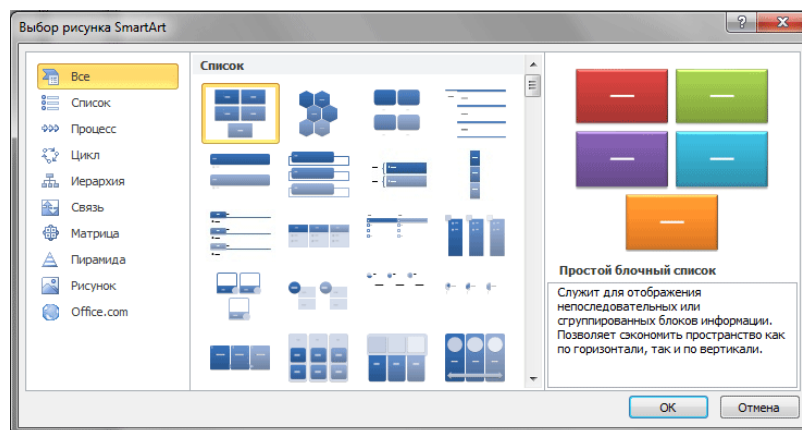 Выбор рисунка SmartArt
Все
Список
Процесс
Цикл
Иерархия
Связь
Матрица
Пирамида
Рисунок
Office.com
Список
Простой блочный список
Служит для отображения
непоследовательных или
сгруппированных блоков информации.
Позволяет сэкономить пространство как
по горизонтали, так и по вертикали.
ОК
Отмена